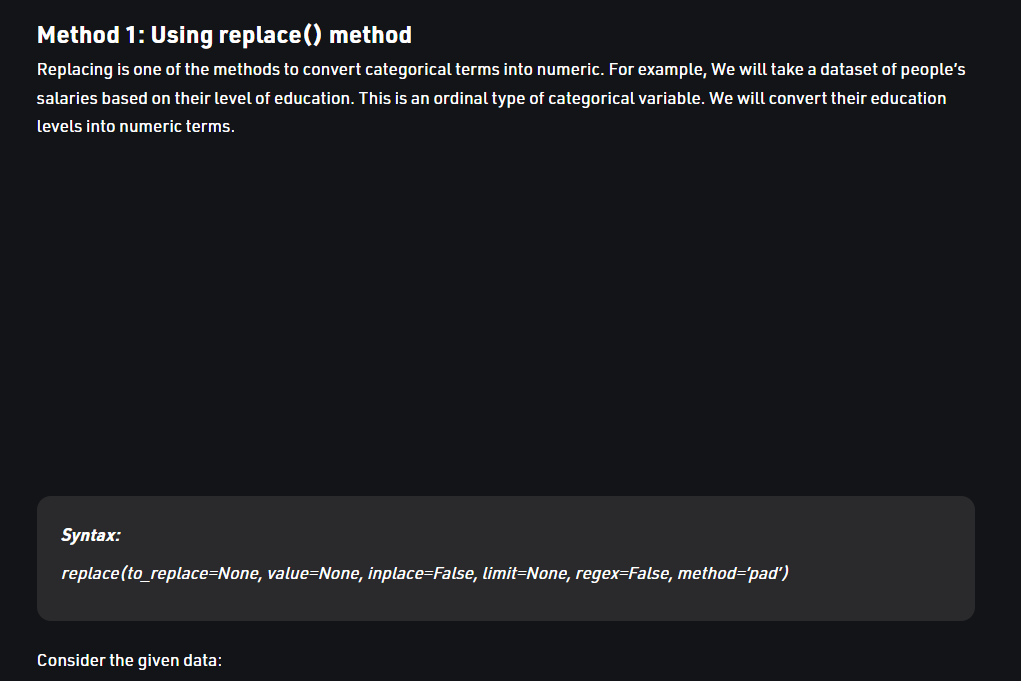 Method 1: Using replace() method
Replacing is one of the methods to convert categorical terms into numeric. For example, We will take a dataset of people’s
salaries based on their level of education. This is an ordinal type of categorical variable. We will convert their education
levels into numeric terms.
Syntax:
replace(to_replace=None, value=None, inplace=False, limit=None, regex=False, method=’pad’)
Consider the given data: